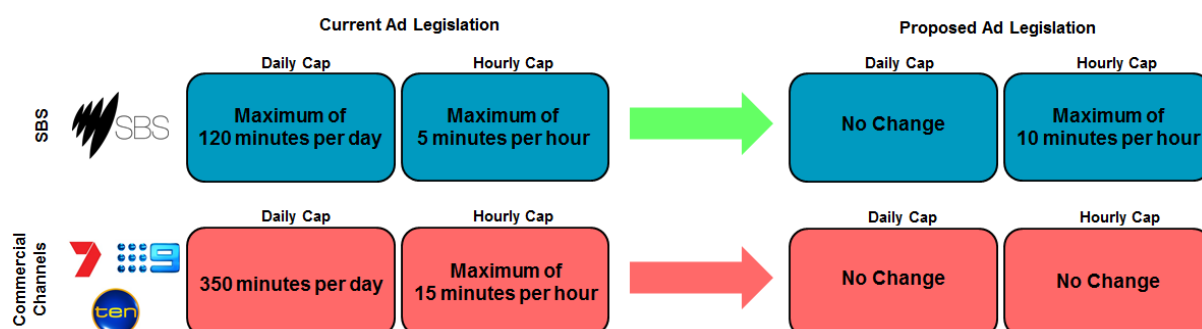 Current Ad Legislation
Proposed Ad Legislation
Daily Cap
Hourly Cap
Daily Cap
Hourly Cap
SBS
SBS
Maximum of
120 minutes per day
Maximum of
5 minutes per hour
No Change
Maximum of
10 minutes per hour
Daily Cap
Hourly Cap
Daily Cap
Hourly Cap
Commercial
Channels
7
9
ten
350 minutes per day
Maximum of
15 minutes per hour
No Change
No Change